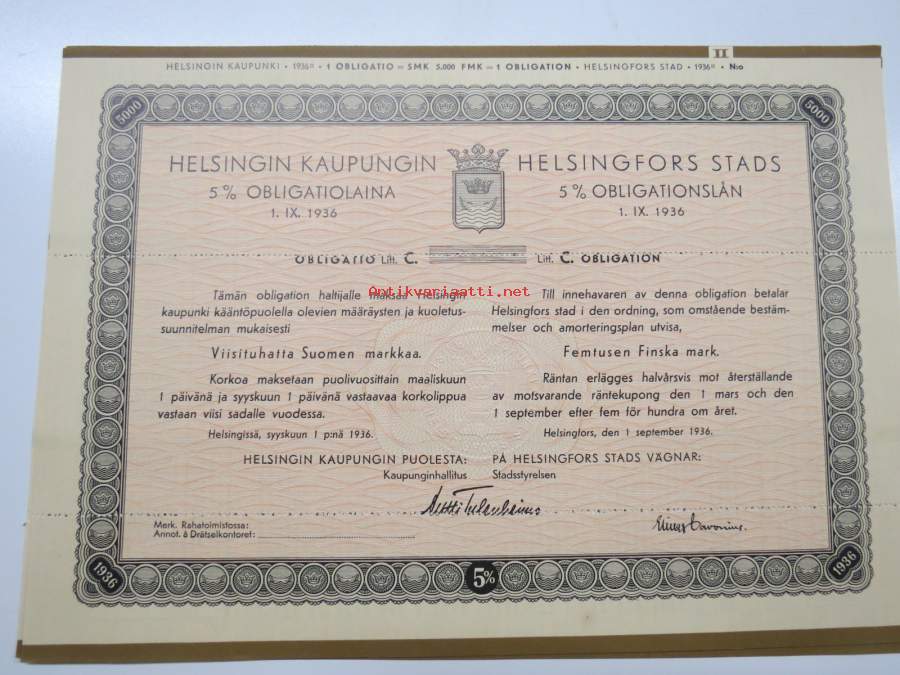 II
HELSINGIN KAUPUNKI • 1936 II • 1 OBLIGATIO = SMK 5.000 FMK = 1 OBLIGATION • HELSINGFORS STAD • 1936 II • N:o
5000
5000
HELSINGIN KAUPUNGIN
5 % OBLIGATIOLAINA
1. IX. 1936
HELSINGFORS STADS
5 % OBLIGATIONSLÅN
1. IX. 1936
OBLIGATIO Litt. C.
Litt. C. OBLIGATION
Antikvariaatti.net
Tämän obligation haltijalle maksaa Helsingin
kaupunki kääntöpuolella olevien määräysten ja kuoletus-
suunnitelman mukaisesti
Viisituhatta Suomen markkaa.
Korkoa maksetaan puolivuosittain maaliskuun
1 päivänä ja syyskuun 1 päivänä vastaavaa korkolippua
vastaan viisi sadalle vuodessa.
Helsingissä, syyskuun 1 p:nä 1936.
HELSINGIN KAUPUNGIN PUOLESTA:
Kaupunginhallitus
Till innehavaren av denna obligation betalar
Helsingfors stad i den ordning, som omstående bestäm-
melser och amorteringsplan utvisa,
Femtusen Finska mark.
Räntan erlägges halvårsvis mot återställande
av motsvarande räntekupong den 1 mars och den
1 september efter fem för hundra om året.
Helsingfors, den 1 september 1936.
PÅ HELSINGFORS STADS VÄGNAR:
Stadsstyrelsen
Merk. Rahatoimistossa:
Annot. å Drätselkontoret:
1936
5%
1936